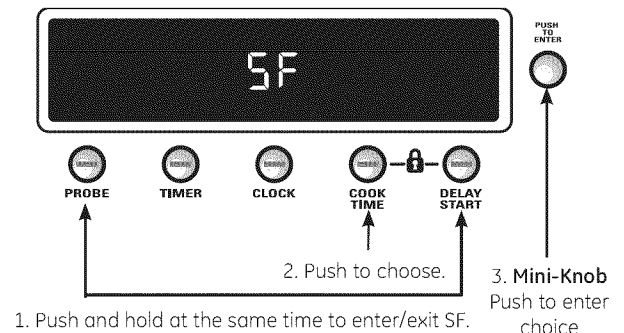 PUSH
TO
ENTER
SF
PROBE
TIMER
CLOCK
COOK
TIME
DELAY
START
2. Push to choose.
3. Mini-Knob
Push to enter
choice
1. Push and hold at the same time to enter/exit SF.